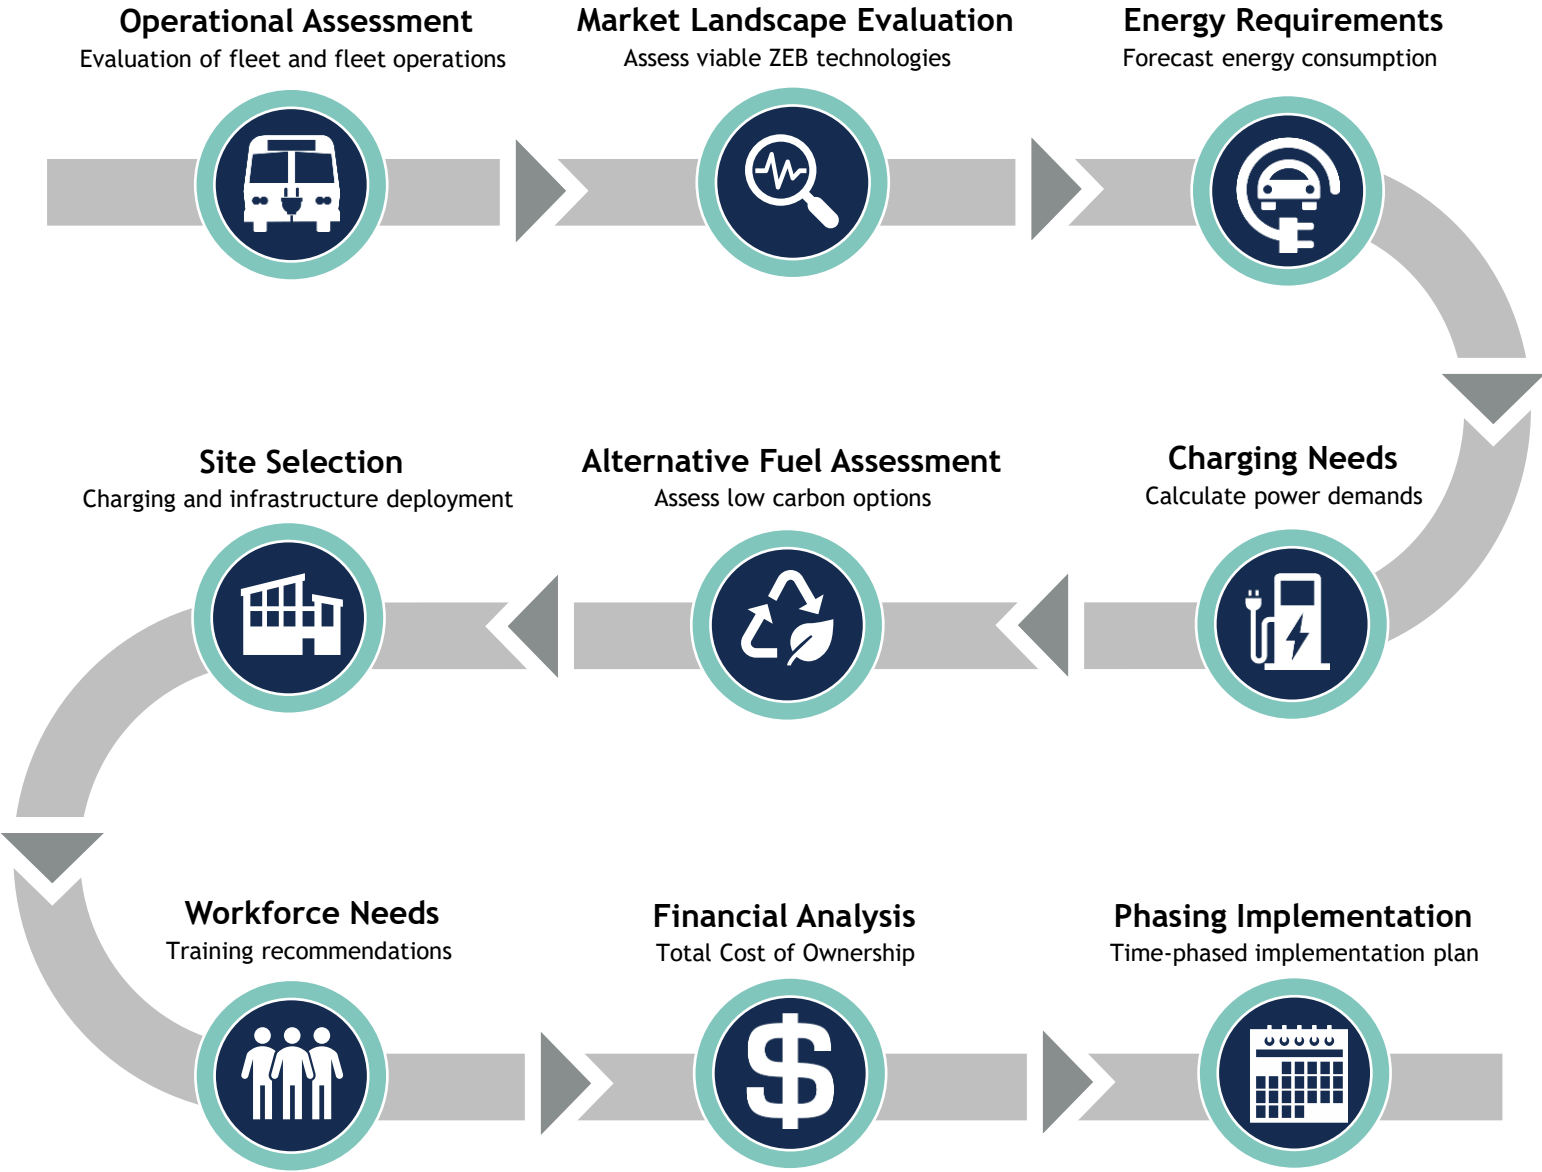 Operational Assessment
Evaluation of fleet and fleet operations
Market Landscape Evaluation
Assess viable ZEB technologies
Energy Requirements
Forecast energy consumption
Charging Needs
Calculate power demands
Alternative Fuel Assessment
Assess low carbon options
Site Selection
Charging and infrastructure deployment
Workforce Needs
Training recommendations
Financial Analysis
Total Cost of Ownership
$
Phasing Implementation
Time-phased implementation plan